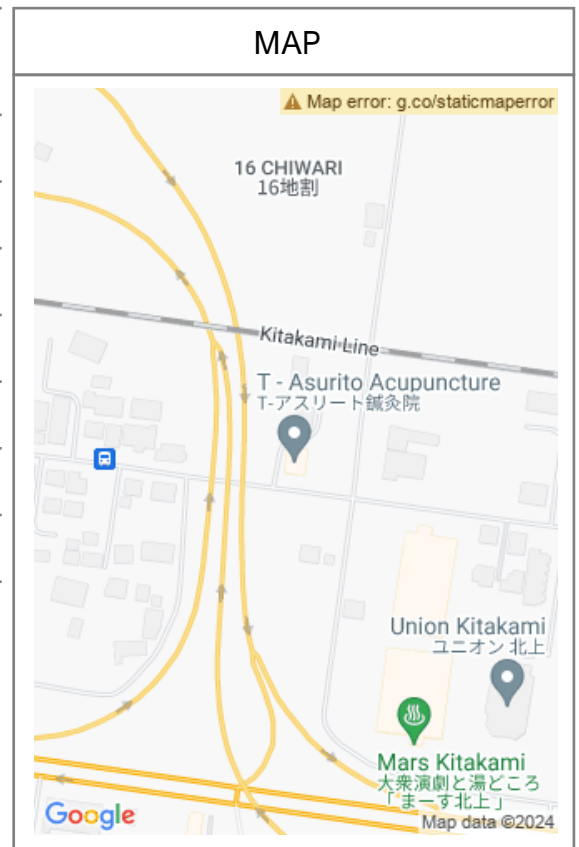 MAP
Map error: g.co/staticmaperror
16 CHIWARI
16地割
Kitakami Line
T - Asurito Acupuncture
T-アスリート鍼灸院
Union Kitakami
ユニオン 北上
Mars Kitakami
大衆演劇と湯どころ
「 まーす北上 」
Google
Map data ©2024